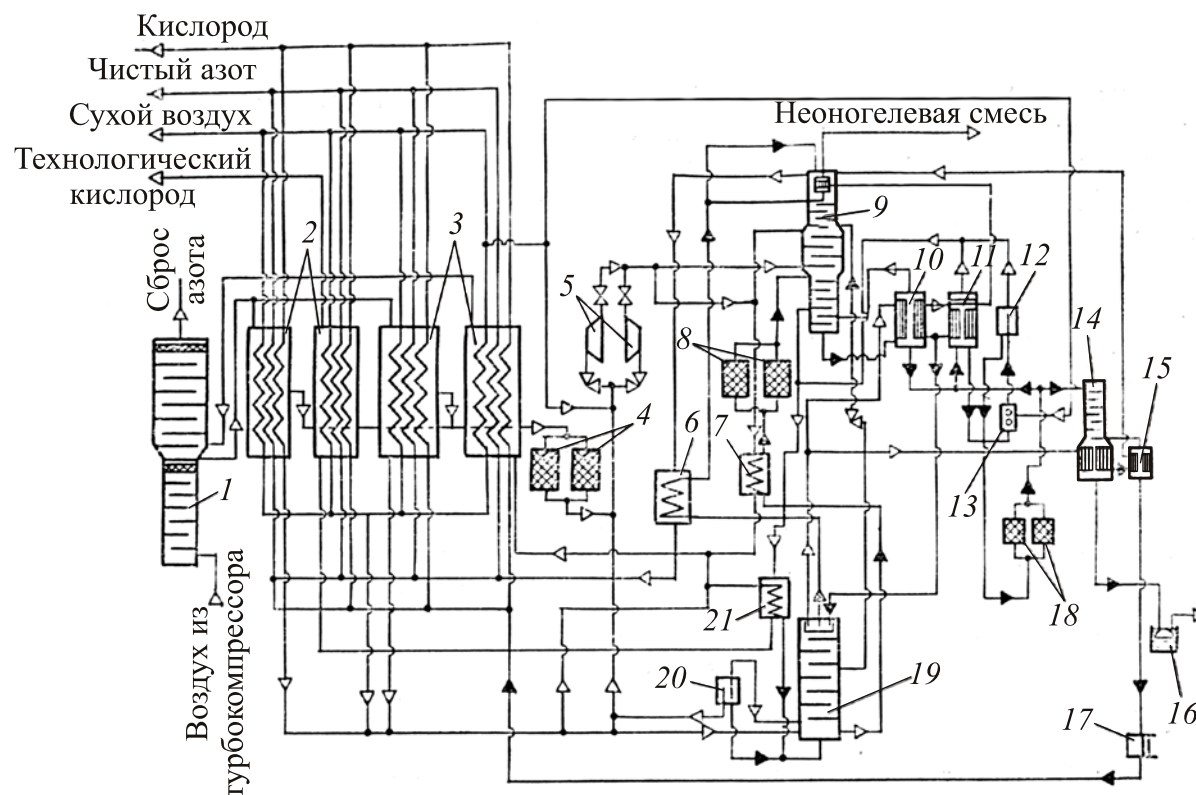 Кислород
Чистый азот
Сухой воздух
Технологический
кислород
Неоногелевая смесь
Сброс
азота
Воздух из
турбокомпрессора
1
2
3
4
5
6
7
8
9
10
11
12
13
14
15
16
17
18
19
20
21